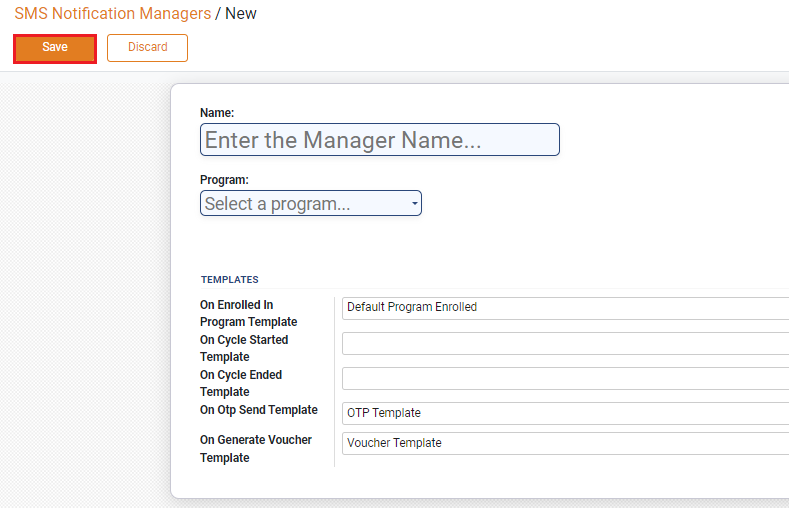 SMS Notification Managers / New
Save Discard
Name:
Enter the Manager Name...
Program:
Select a program...
TEMPLATES
On Enrolled In
Program Template
Default Program Enrolled
On Cycle Started
Template
On Cycle Ended
Template
On Otp Send Template
OTP Template
On Generate Voucher
Template
Voucher Template